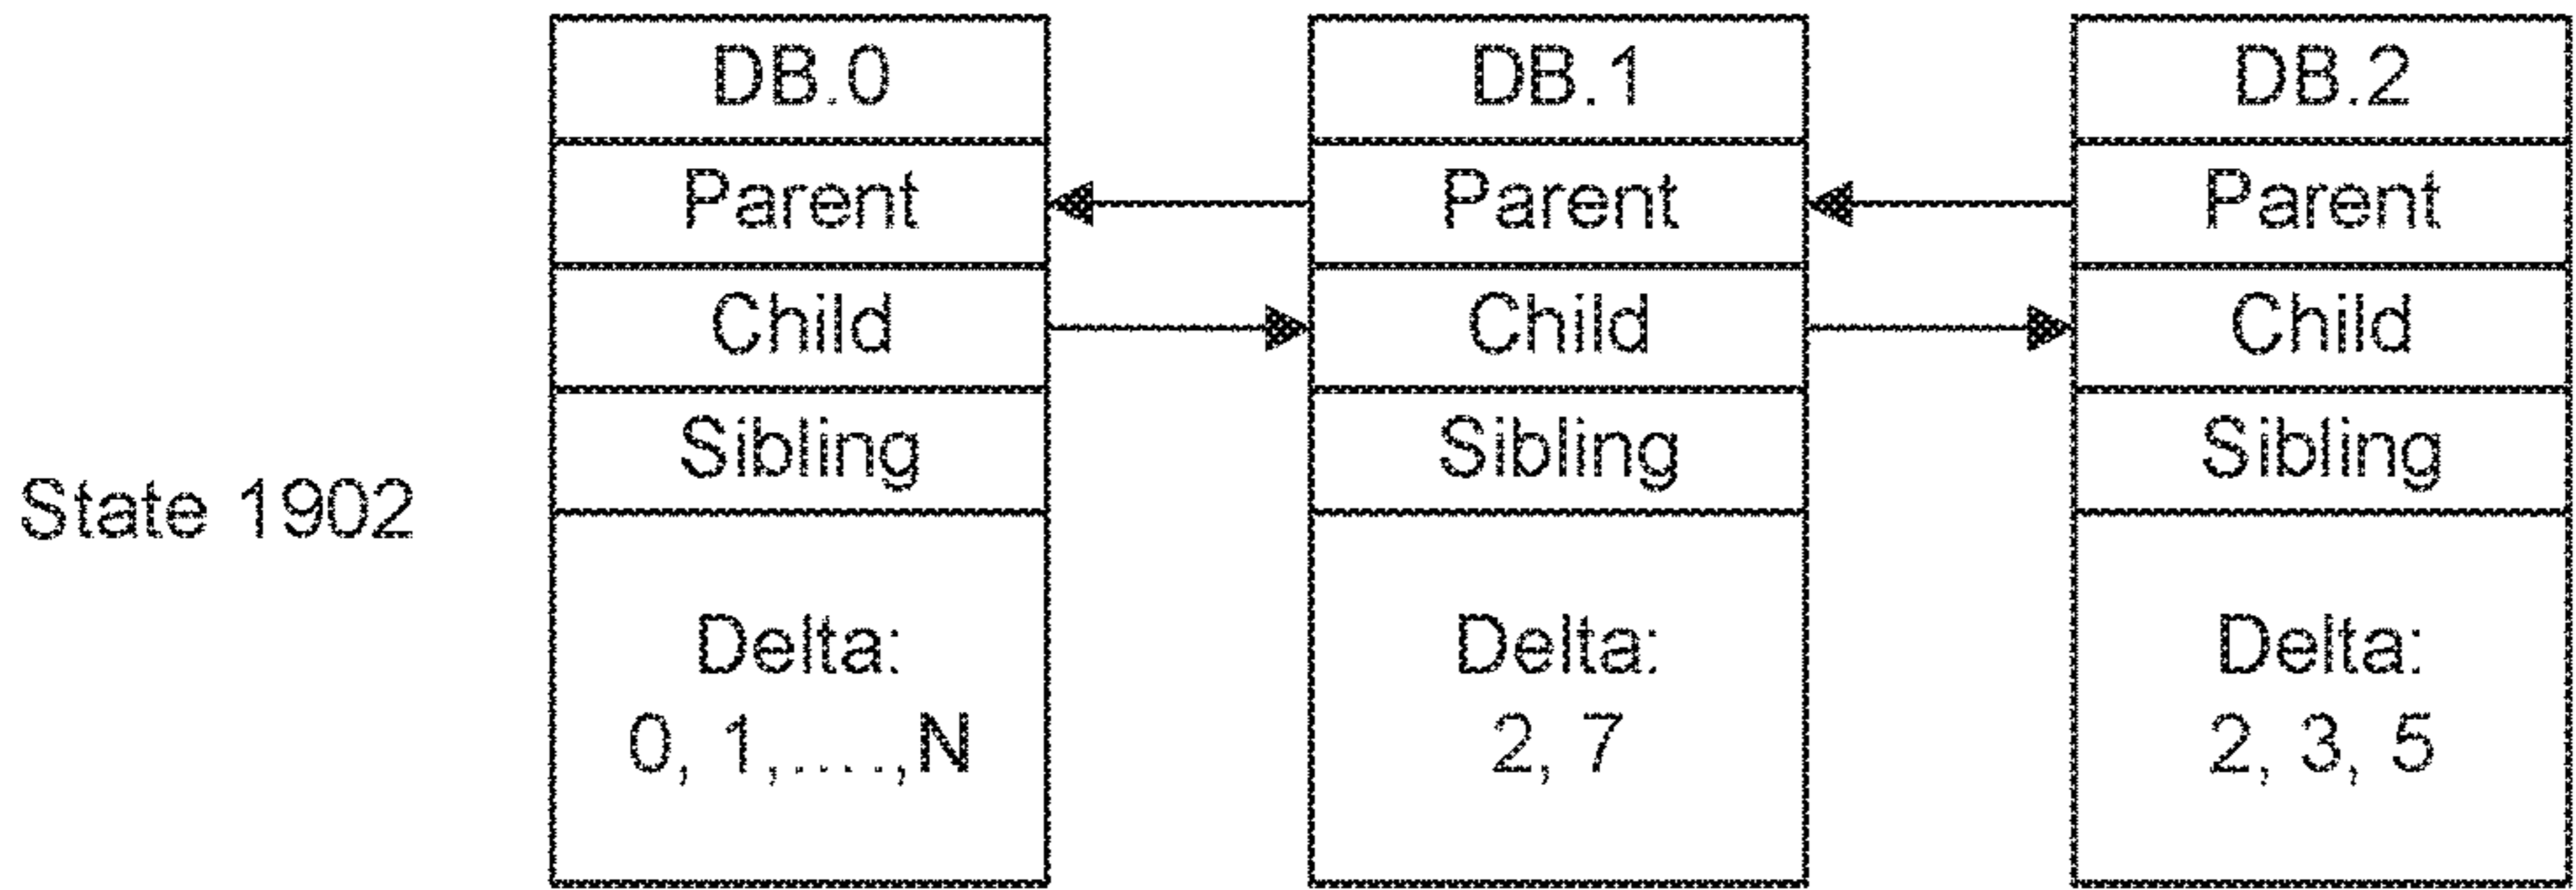 State 1902
DB.0
Parent
Child
Sibling
Delta:
0, 1,....,N
DB.1
Parent
Child
Sibling
Delta:
2, 7
DB.2
Parent
Child
Sibling
Delta:
2, 3, 5